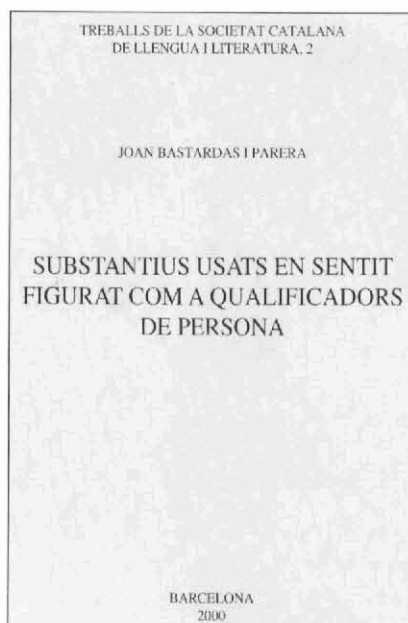 TREBALLS DE LA SOCIETAT CATALANA
DE LLENGUA I LITERATURA, 2
JOAN BASTARDAS I PARERA
SUBSTANTIUS USATS EN SENTIT
FIGURAT COM A QUALIFICADORS
DE PERSONA
BARCELONA
2000